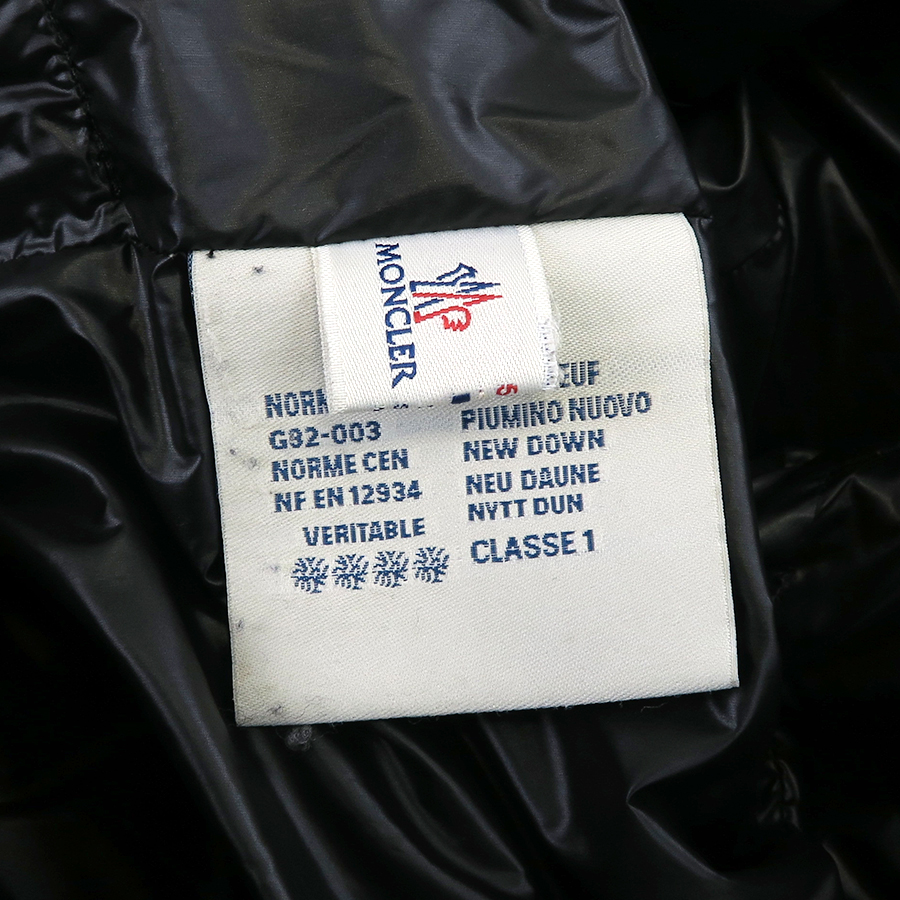 MONCLER
5
NORM
G32-003
NORME CEN
NF EN 12934
VERITABLE
EUF
PIUMINO NUOVO
NEW DOWN
NEU DAUNE
NYTT DUN
CLASSE 1